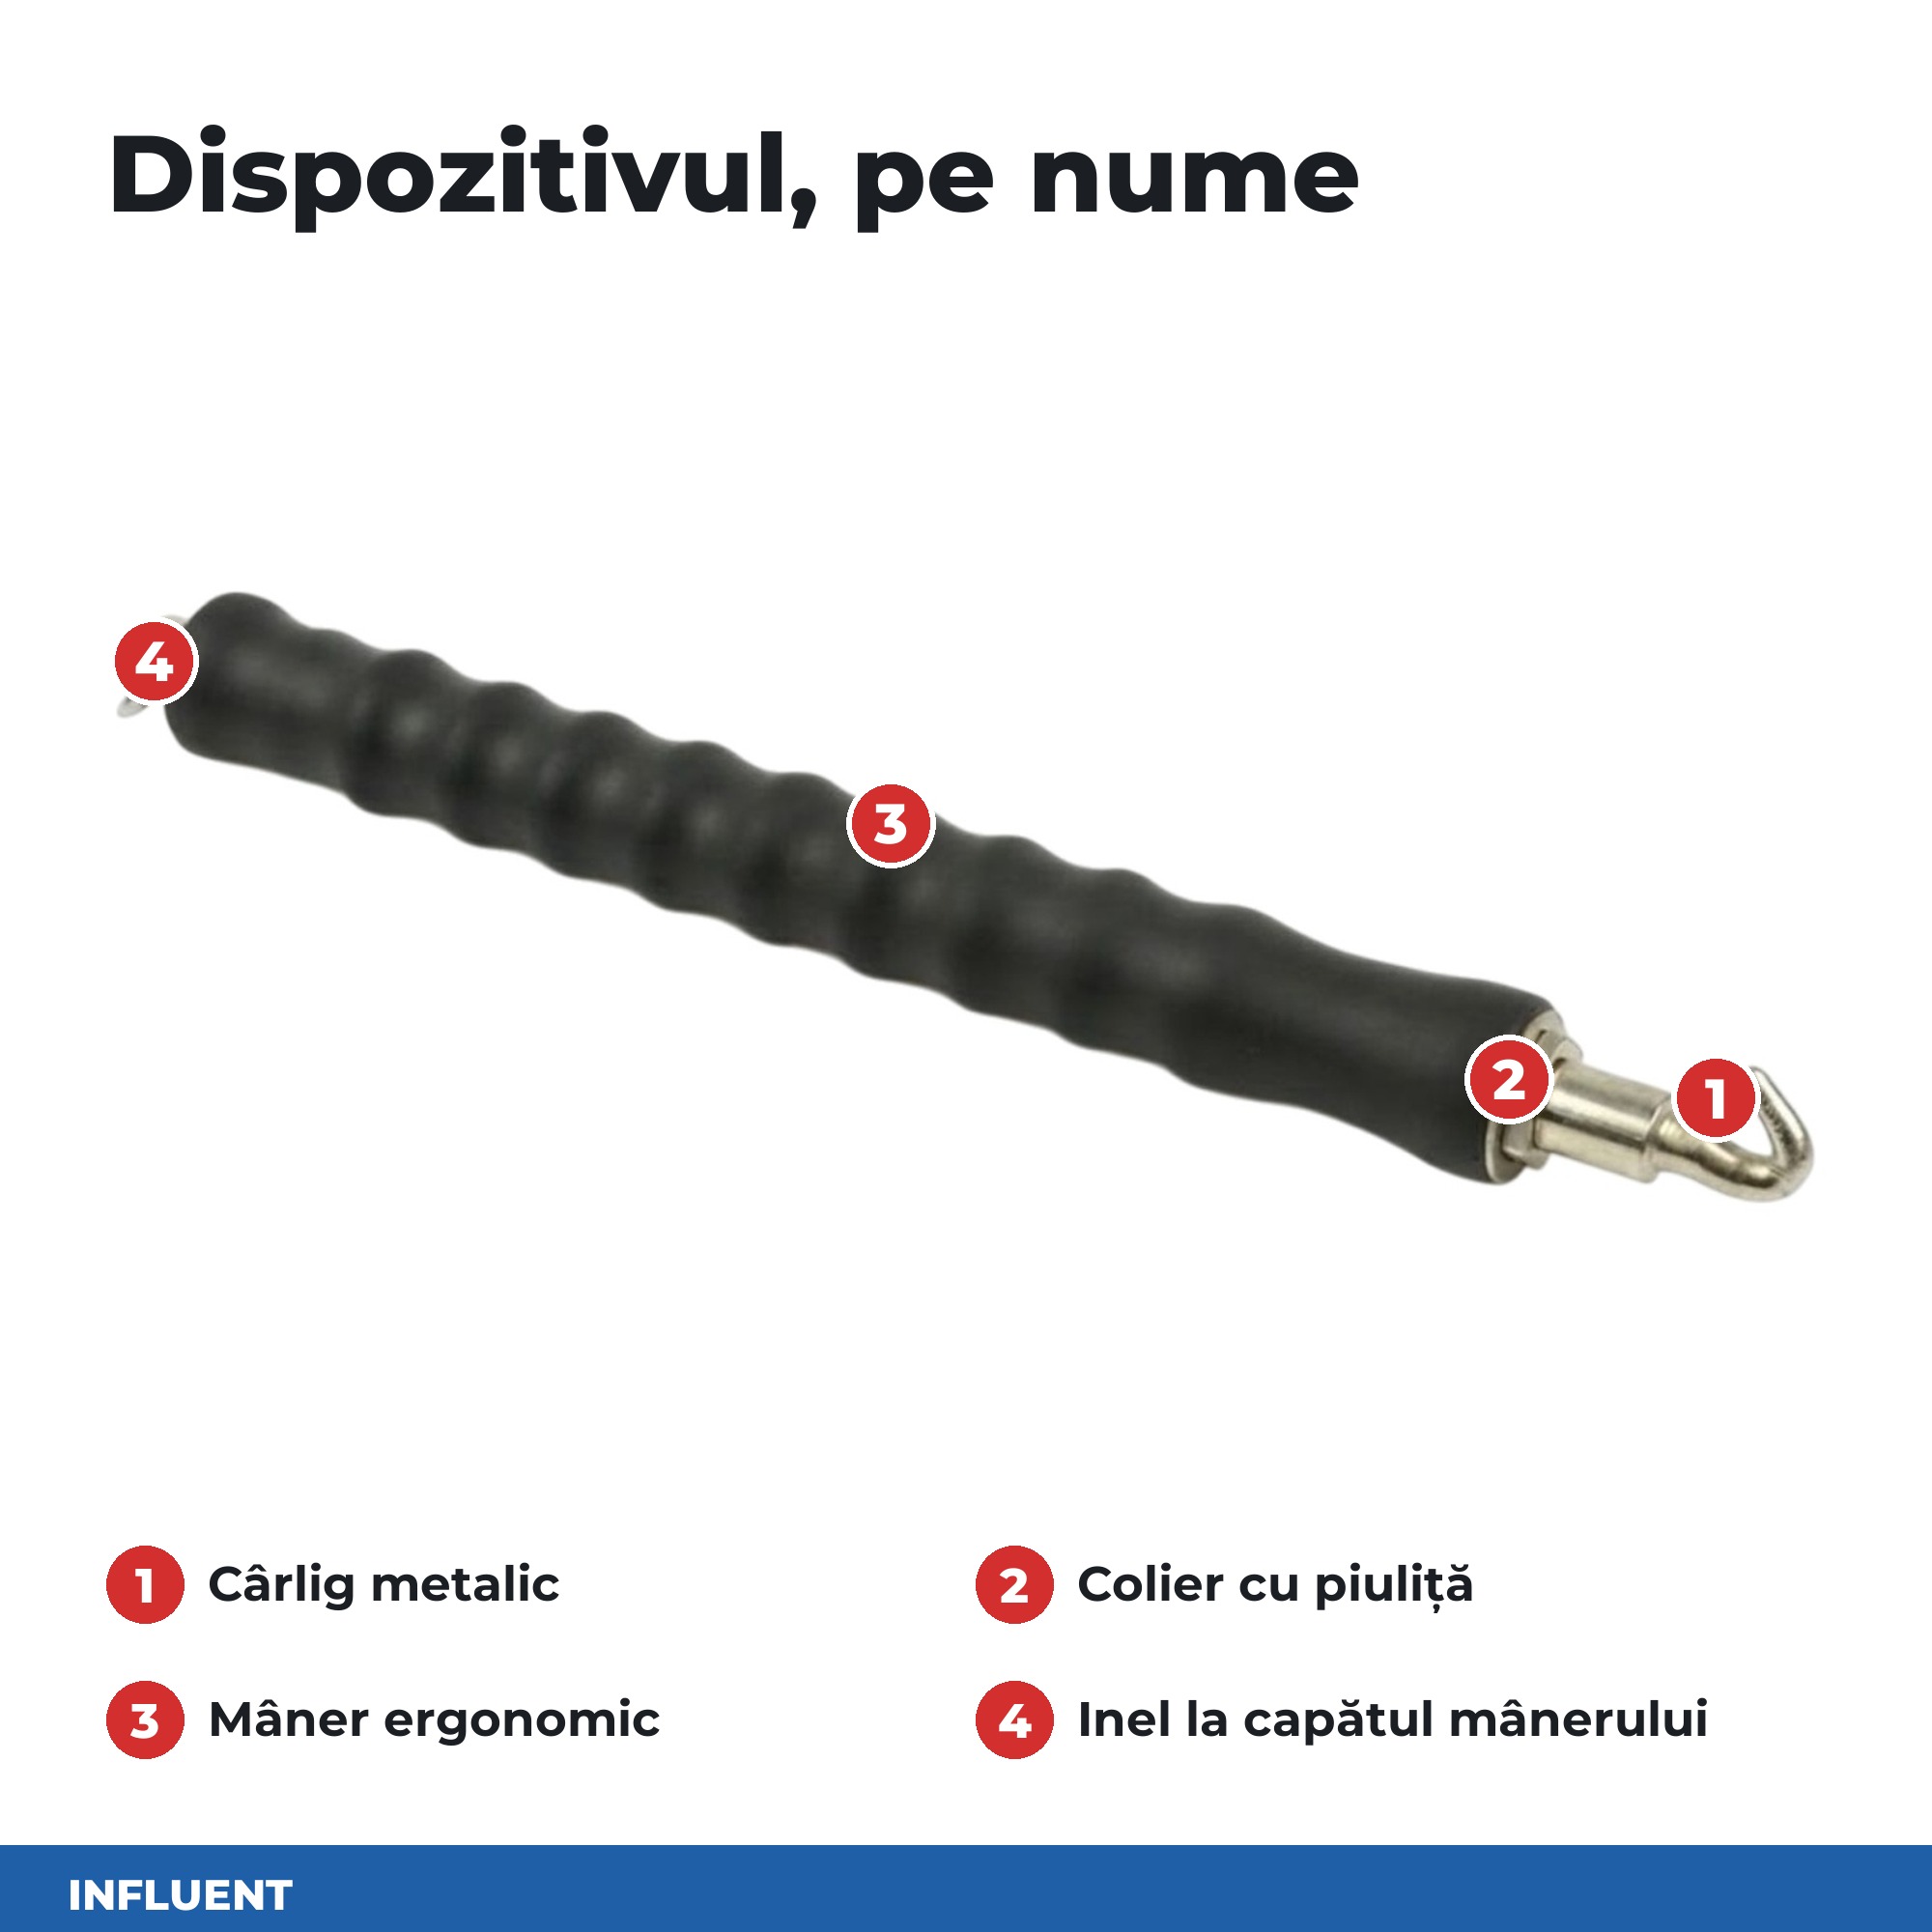 Dispozitivul, pe nume
4
3
2
1
1 Cârlig metalic
2 Colier cu piuliță
3 Mâner ergonomic
4 Inel la capătul mânerului
INFLUENT